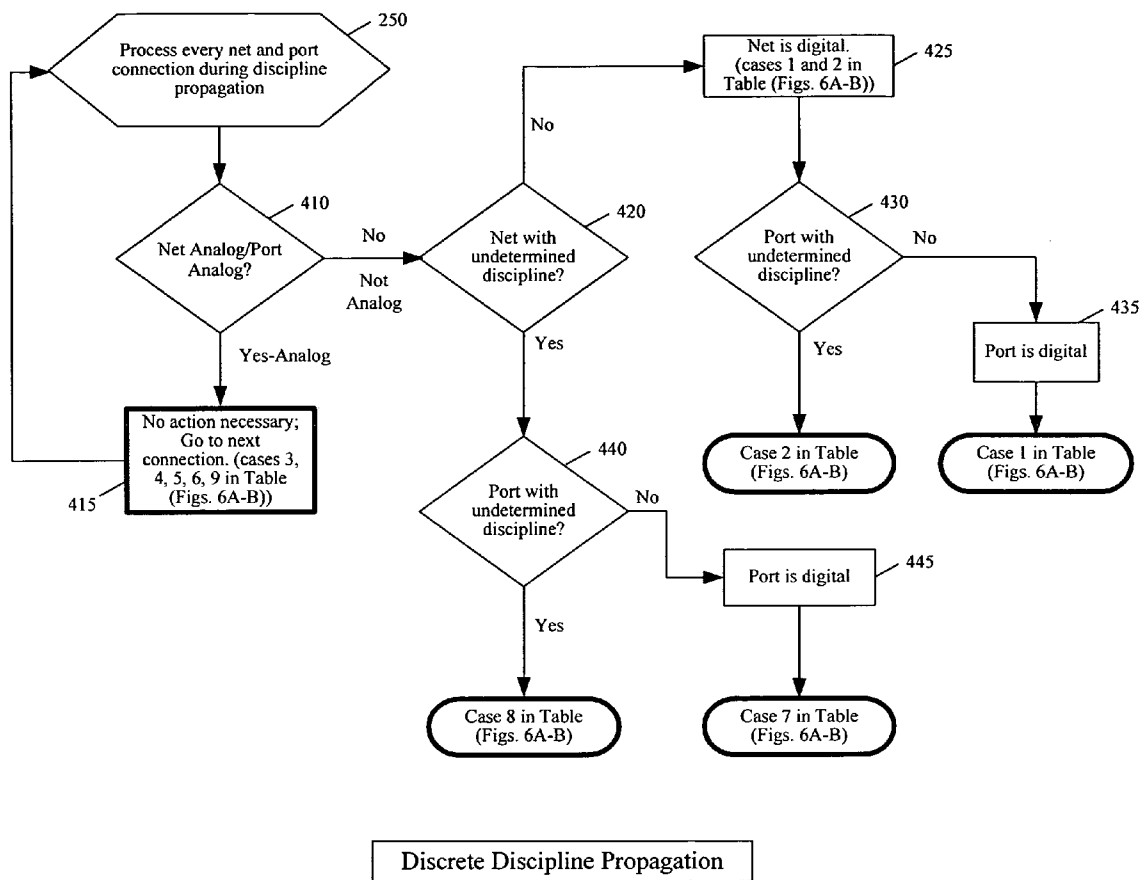 250
Process every net and port
connection during discipline
propagation
410
Net Analog/Port
Analog?
No
Not
Analog
Yes-Analog
No action necessary;
Go to next
connection. (cases 3,
4, 5, 6, 9 in Table
(Figs. 6A-B))
415
420
Net with
undetermined
discipline?
No
Yes
Net is digital.
(cases 1 and 2 in
Table (Figs. 6A-B))
425
430
Port with
undetermined
discipline?
No
Yes
435
Port is digital
Case 2 in Table
(Figs. 6A-B)
Case 1 in Table
(Figs. 6A-B)
440
Port with
undetermined
discipline?
No
Yes
Port is digital
445
Case 8 in Table
(Figs. 6A-B)
Case 7 in Table
(Figs. 6A-B)
Discrete Discipline Propagation